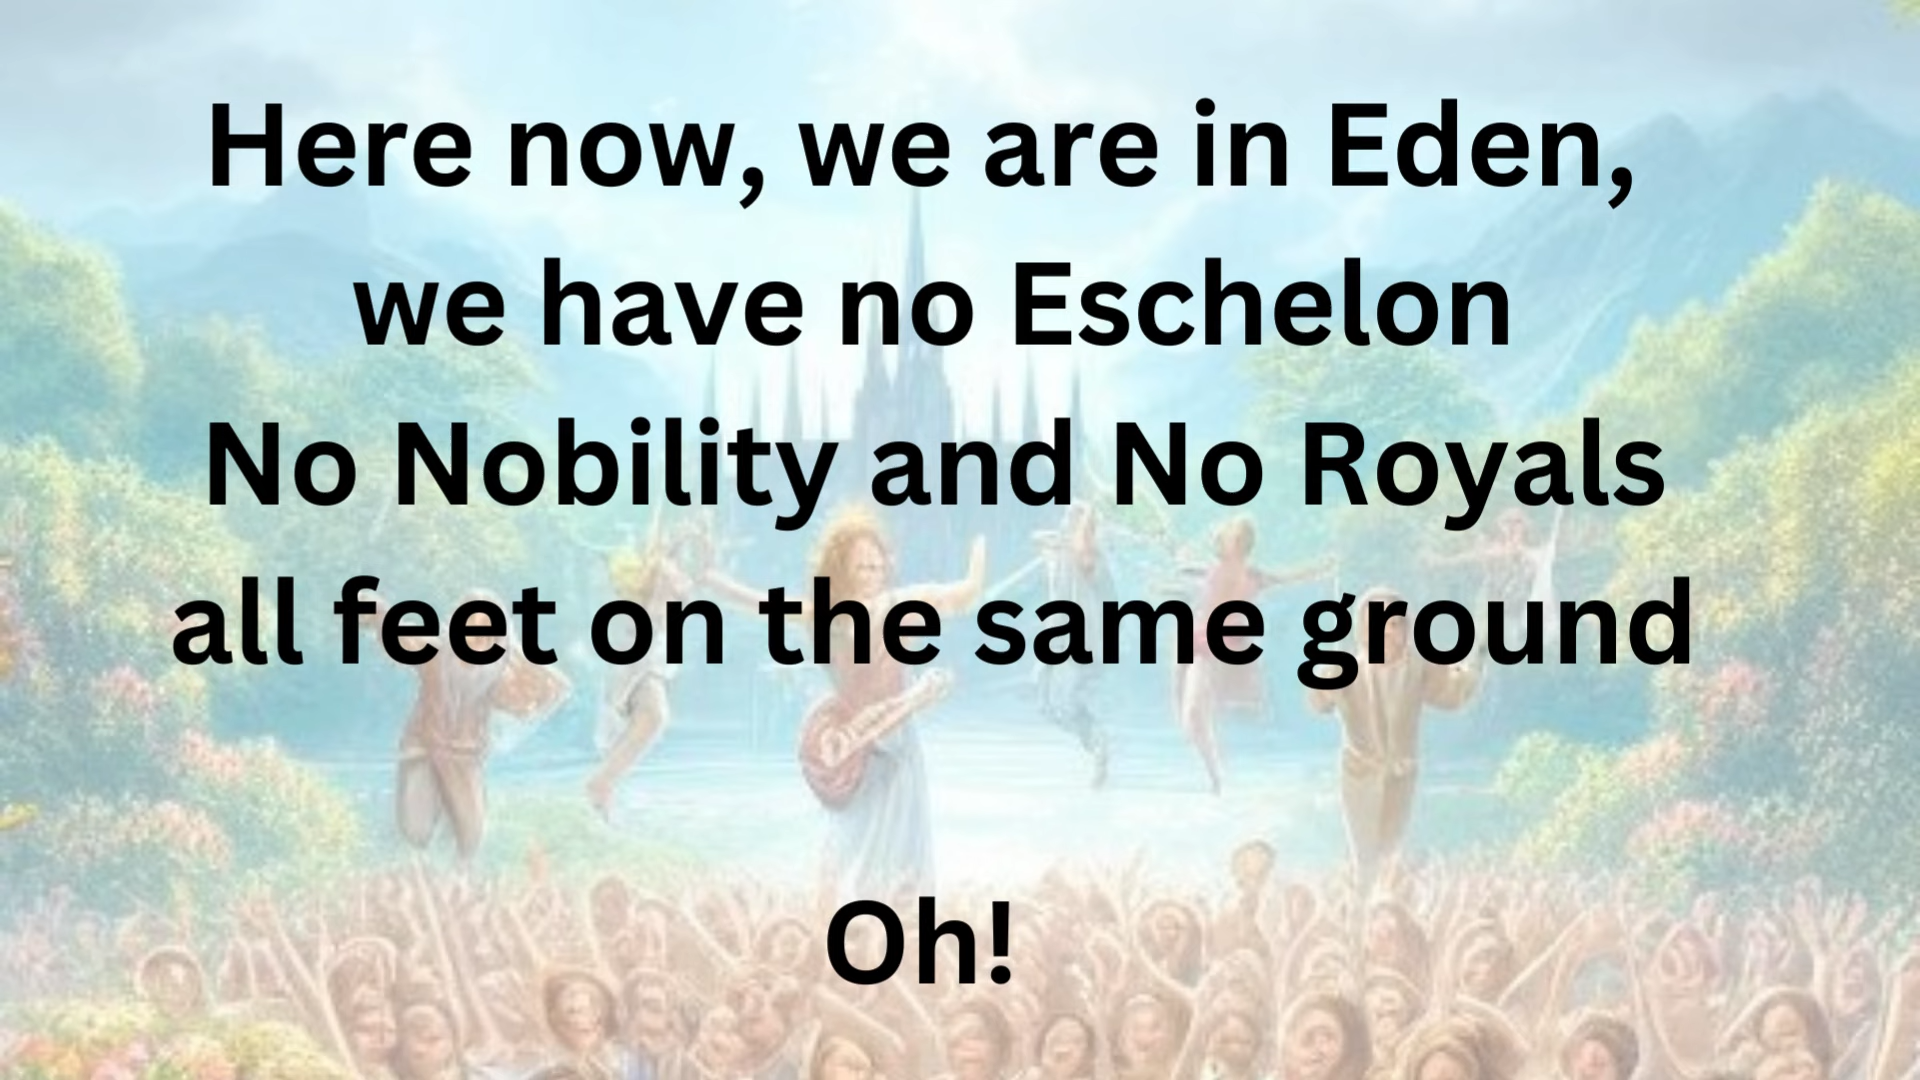 Here now, we are in Eden,
we have no Eschelon
No Nobility and No Royals
all feet on the same ground
Oh!